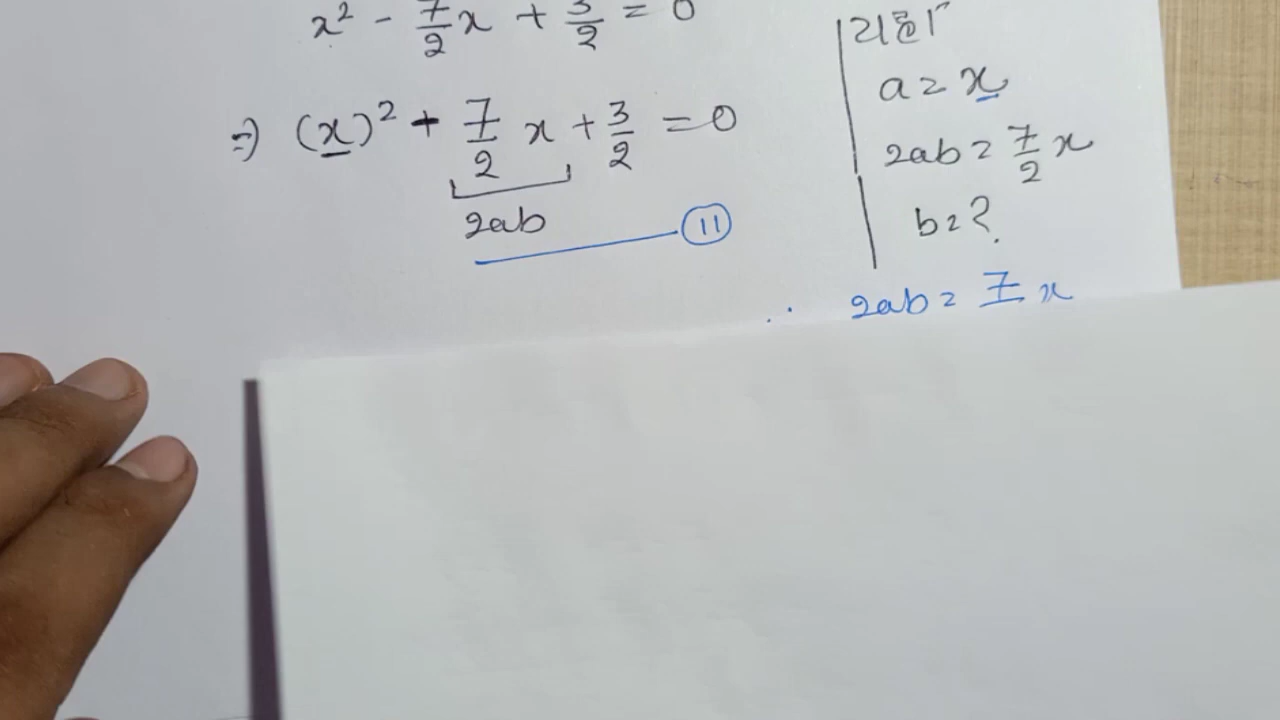 x² - 7/2 x + 3/2 = 0
⇒ (x)² + 7/2 x + 3/2 = 0
2ab
11
यहाँ
a = x
2ab = 7/2 x
b = ?
∴ 2ab = 7 x